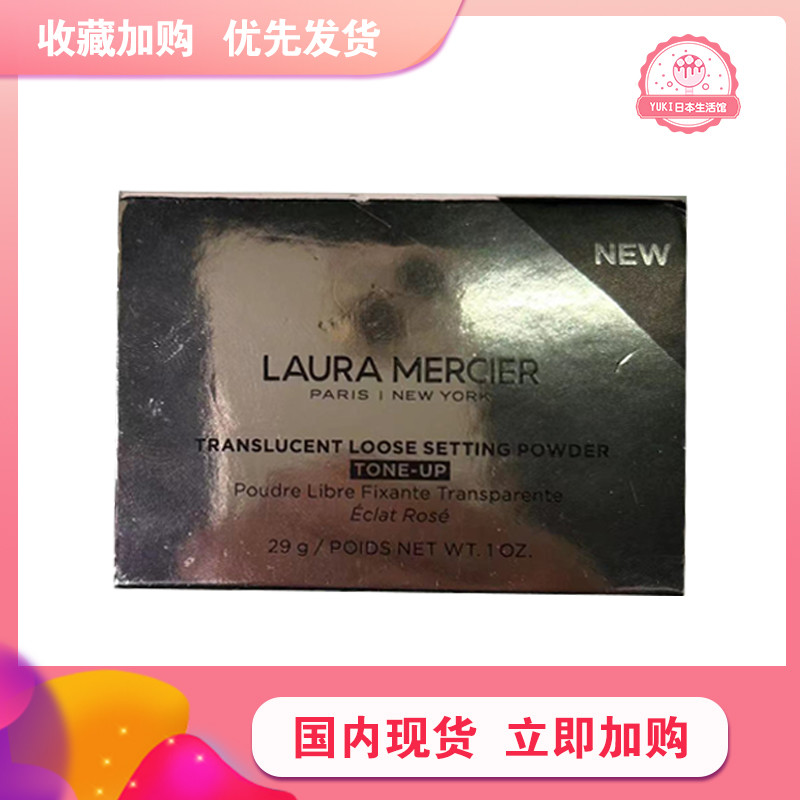 收藏加购 优先发货
YUKI日本生活馆
NEW
LAURA MERCIER
PARIS | NEW YORK
TRANSLUCENT LOOSE SETTING POWDER
TONE-UP
Poudre Libre Fixante Transparente
Éclat Rosé
29 g / POIDS NET WT. 1 OZ.
国内现货 立即加购